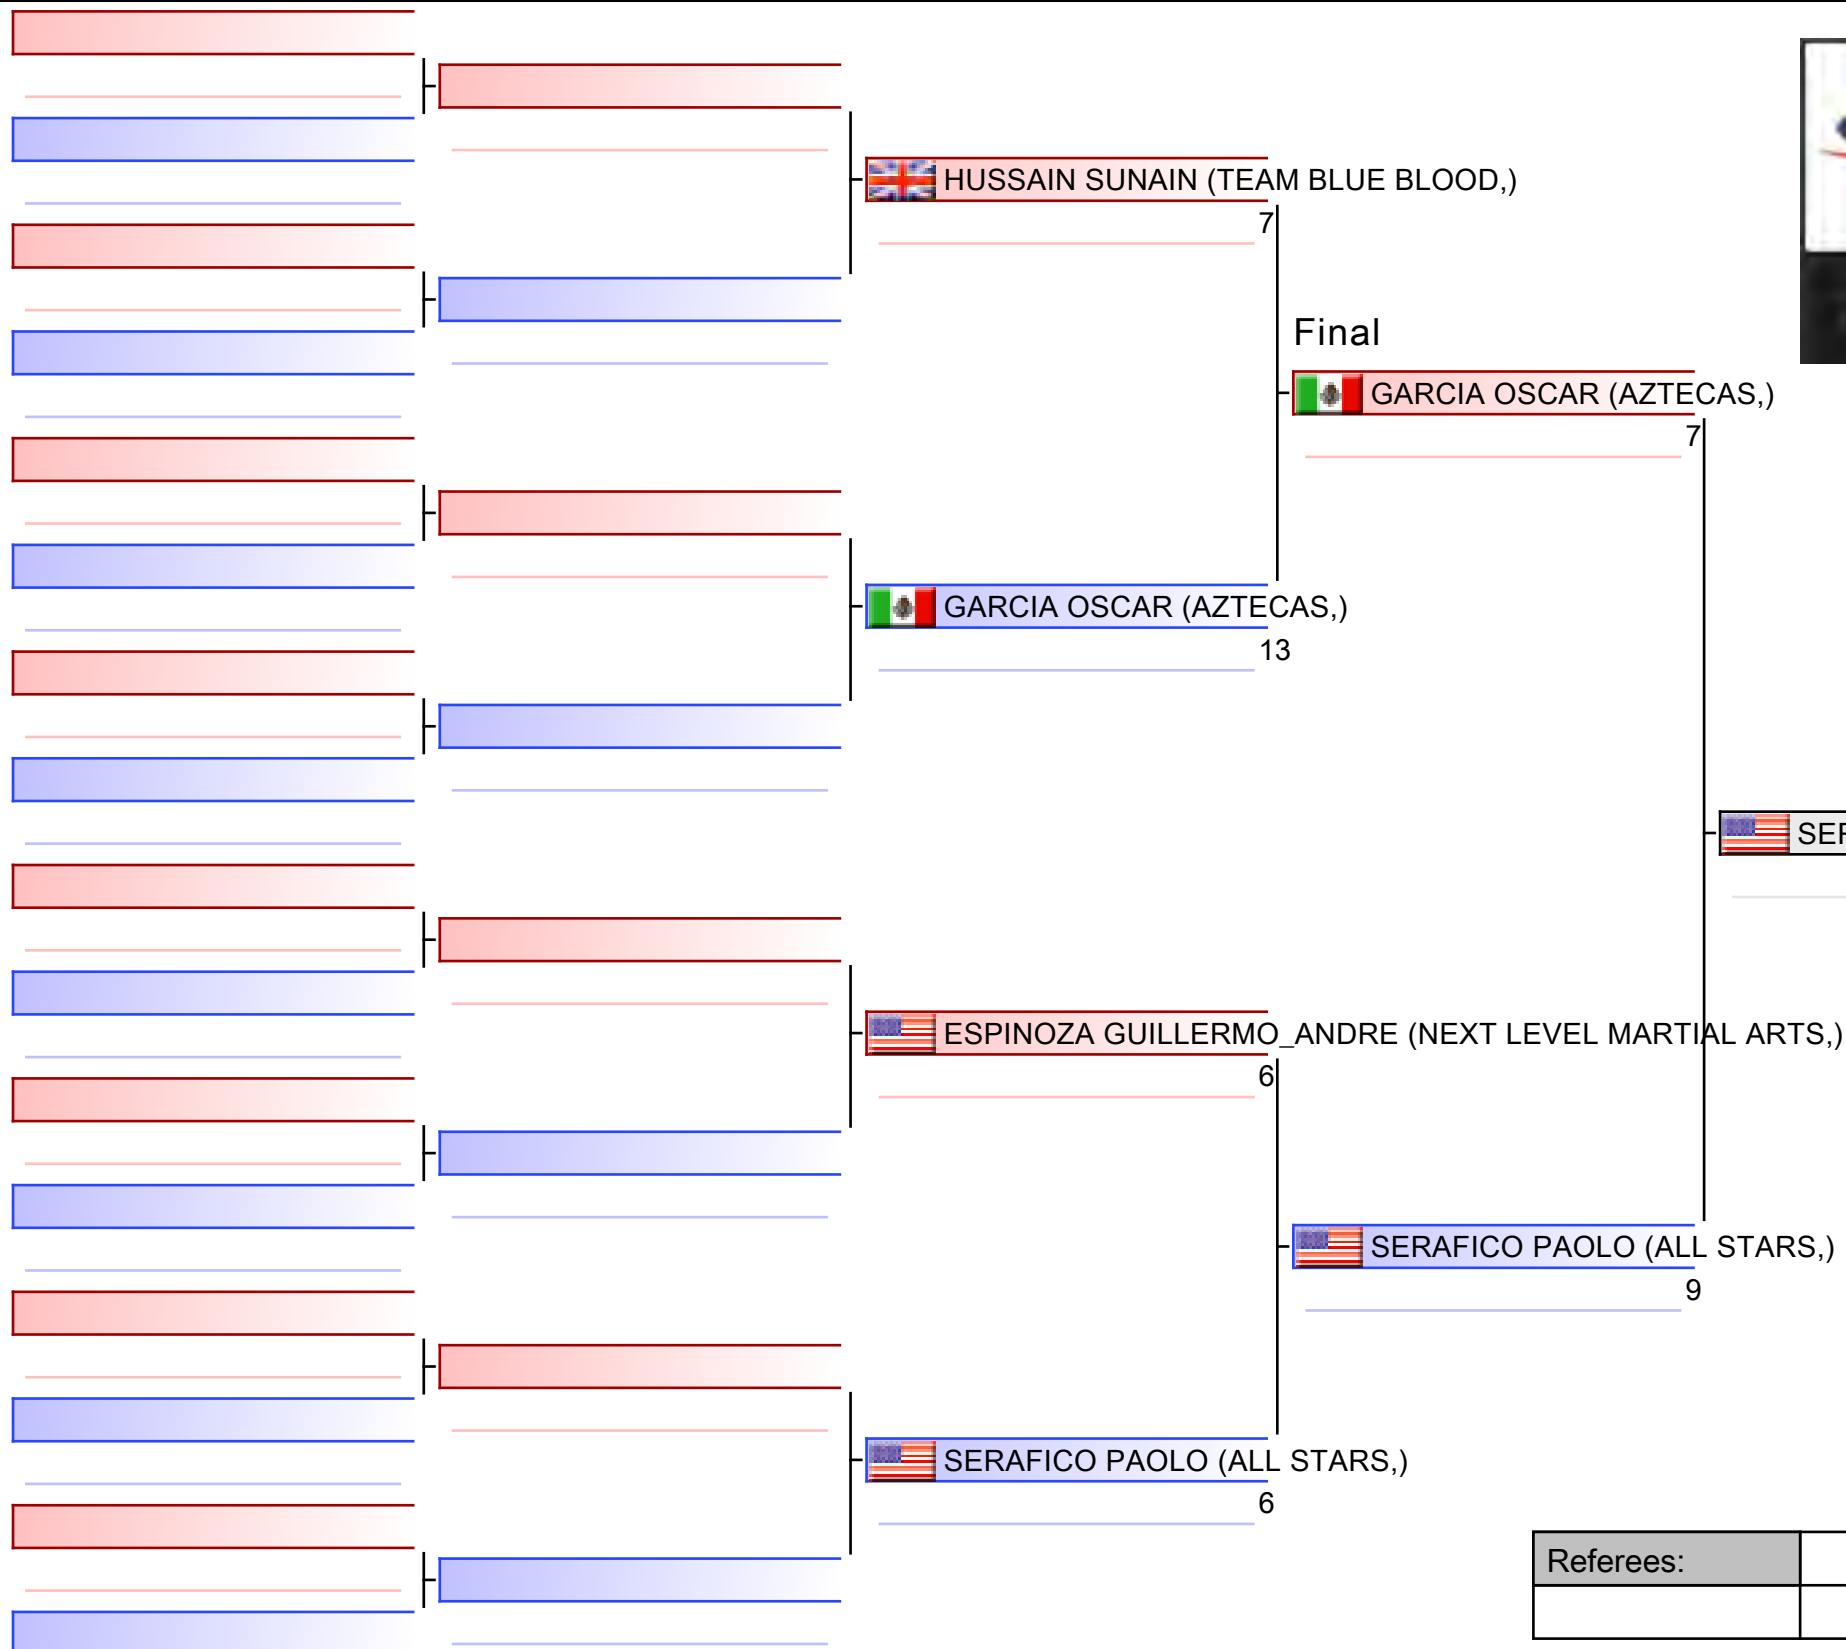 HUSSAIN SUNAIN (TEAM BLUE BLOOD,)
7
Final
GARCIA OSCAR (AZTECAS,)
7
GARCIA OSCAR (AZTECAS,)
13
ESPINOZA GUILLERMO_ANDRE (NEXT LEVEL MARTIAL ARTS,)
6
SERAFICO PAOLO (ALL STARS,)
9
SERAFICO PAOLO (ALL STARS,)
6
Referees: